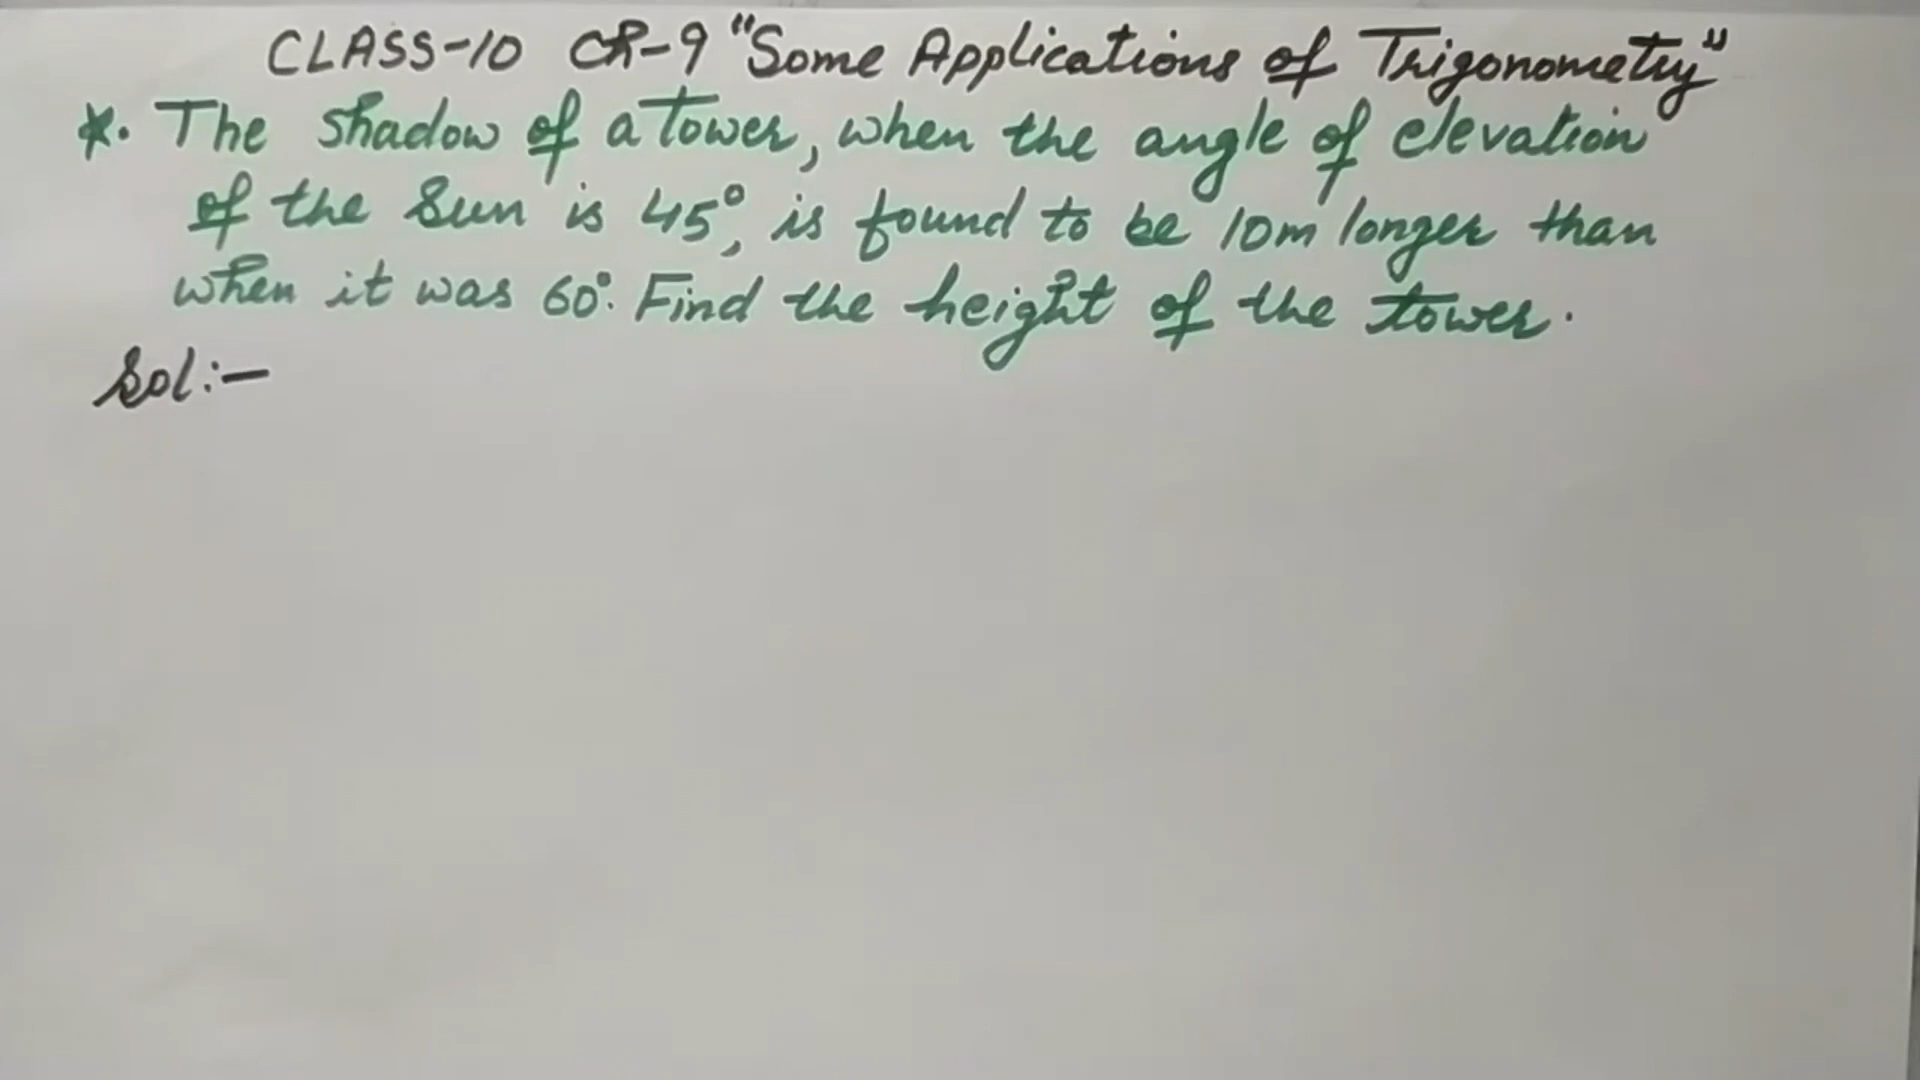 CLASS-10 CH-9 "Some Applications of Trigonometry"
*. The shadow of a tower, when the angle of elevation
of the Sun is 45°, is found to be 10m longer than
when it was 60°. Find the height of the tower.
Sol:-